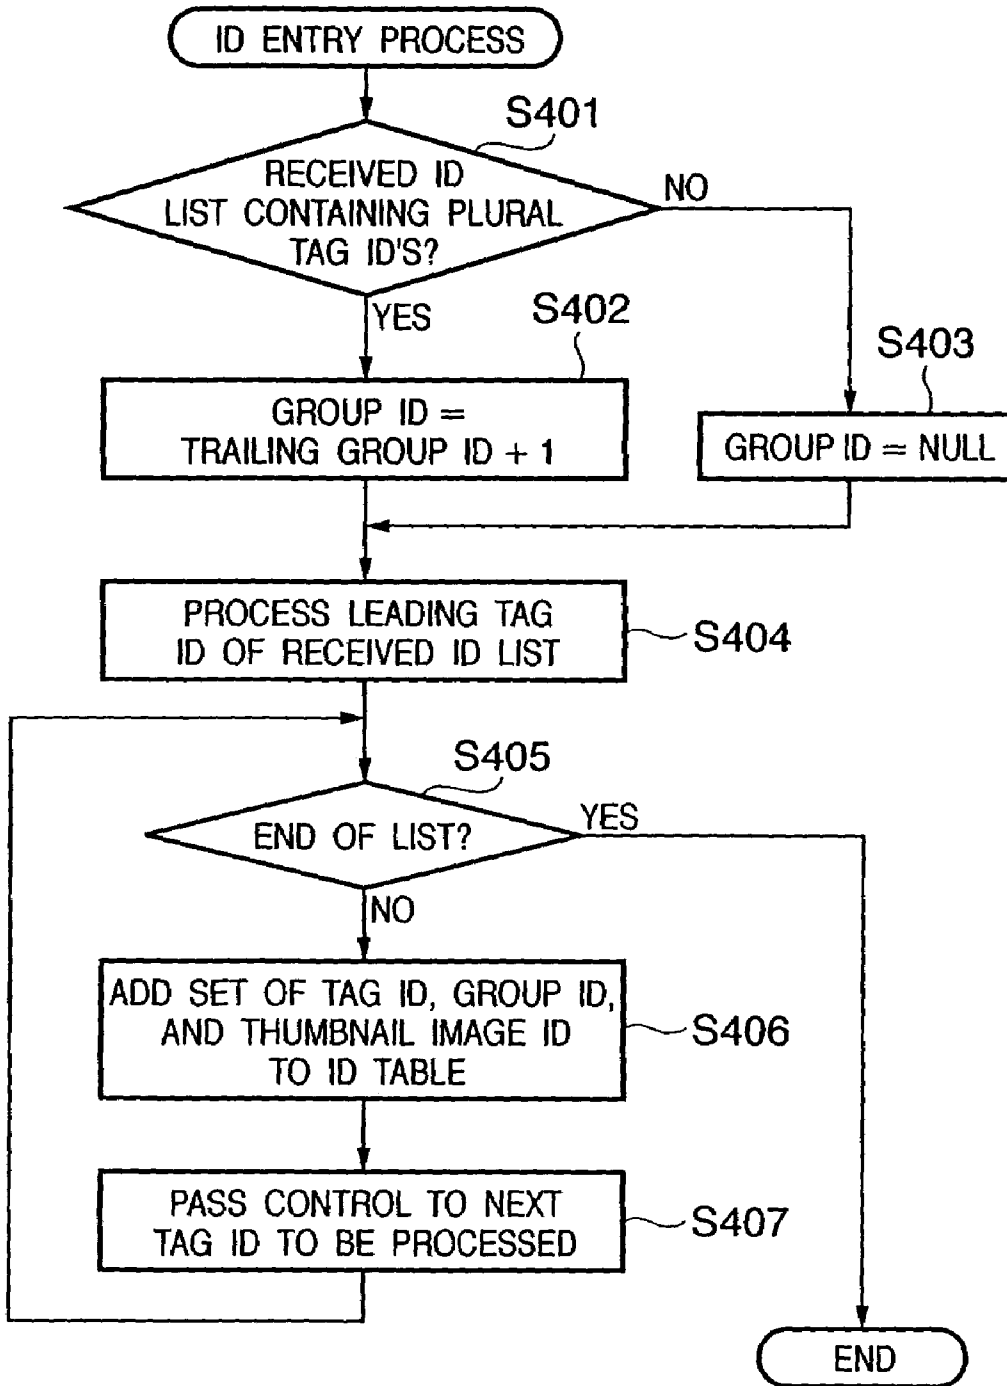 ID ENTRY PROCESS
S401
RECEIVED ID
LIST CONTAINING PLURAL
TAG ID'S?
NO
YES
S402
S403
GROUP ID =
TRAILING GROUP ID + 1
GROUP ID = NULL
PROCESS LEADING TAG
ID OF RECEIVED ID LIST
S404
S405
END OF LIST?
YES
NO
ADD SET OF TAG ID, GROUP ID,
AND THUMBNAIL IMAGE ID
TO ID TABLE
S406
PASS CONTROL TO NEXT
TAG ID TO BE PROCESSED
S407
END